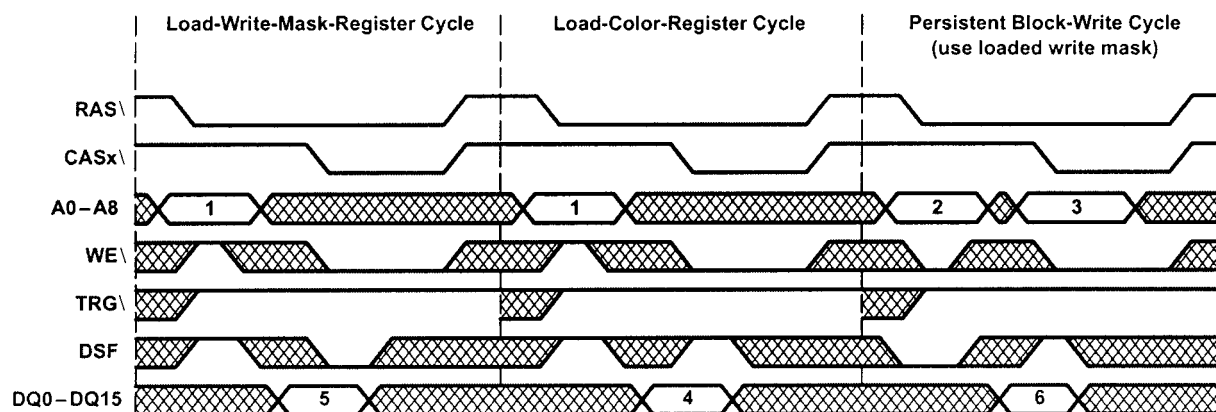 Load-Write-Mask-Register Cycle Load-Color-Register Cycle Persistent Block-Write Cycle
(use loaded write mask)
RAS\
CASx\
A0–A8 1 1 2 3
WE\
TRG\
DSF
DQ0–DQ15 5 4 6